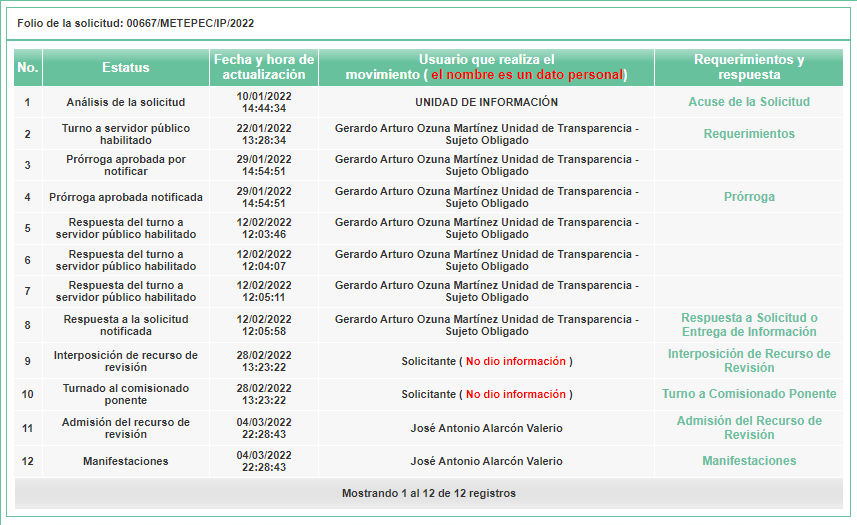 Folio de la solicitud: 00667/METEPEC/IP/2022
No. Estatus Fecha y hora de actualización Usuario que realiza el movimiento ( el nombre es un dato personal) Requerimientos y respuesta
1 Análisis de la solicitud 10/01/2022 14:44:34 UNIDAD DE INFORMACIÓN Acuse de la Solicitud
2 Turno a servidor público habilitado 22/01/2022 13:28:34 Gerardo Arturo Ozuna Martínez Unidad de Transparencia - Sujeto Obligado Requerimientos
3 Prórroga aprobada por notificar 29/01/2022 14:54:51 Gerardo Arturo Ozuna Martínez Unidad de Transparencia - Sujeto Obligado
4 Prórroga aprobada notificada 29/01/2022 14:54:51 Gerardo Arturo Ozuna Martínez Unidad de Transparencia - Sujeto Obligado Prórroga
5 Respuesta del turno a servidor público habilitado 12/02/2022 12:03:46 Gerardo Arturo Ozuna Martínez Unidad de Transparencia - Sujeto Obligado
6 Respuesta del turno a servidor público habilitado 12/02/2022 12:04:07 Gerardo Arturo Ozuna Martínez Unidad de Transparencia - Sujeto Obligado
7 Respuesta del turno a servidor público habilitado 12/02/2022 12:05:11 Gerardo Arturo Ozuna Martínez Unidad de Transparencia - Sujeto Obligado
8 Respuesta a la solicitud notificada 12/02/2022 12:05:58 Gerardo Arturo Ozuna Martínez Unidad de Transparencia - Sujeto Obligado Respuesta a Solicitud o Entrega de Información
9 Interposición de recurso de revisión 28/02/2022 13:23:22 Solicitante ( No dio información ) Interposición de Recurso de Revisión
10 Turnado al comisionado ponente 28/02/2022 13:23:22 Solicitante ( No dio información ) Turno a Comisionado Ponente
11 Admisión del recurso de revisión 04/03/2022 22:28:43 José Antonio Alarcón Valerio Admisión del Recurso de Revisión
12 Manifestaciones 04/03/2022 22:28:43 José Antonio Alarcón Valerio Manifestaciones
Mostrando 1 al 12 de 12 registros